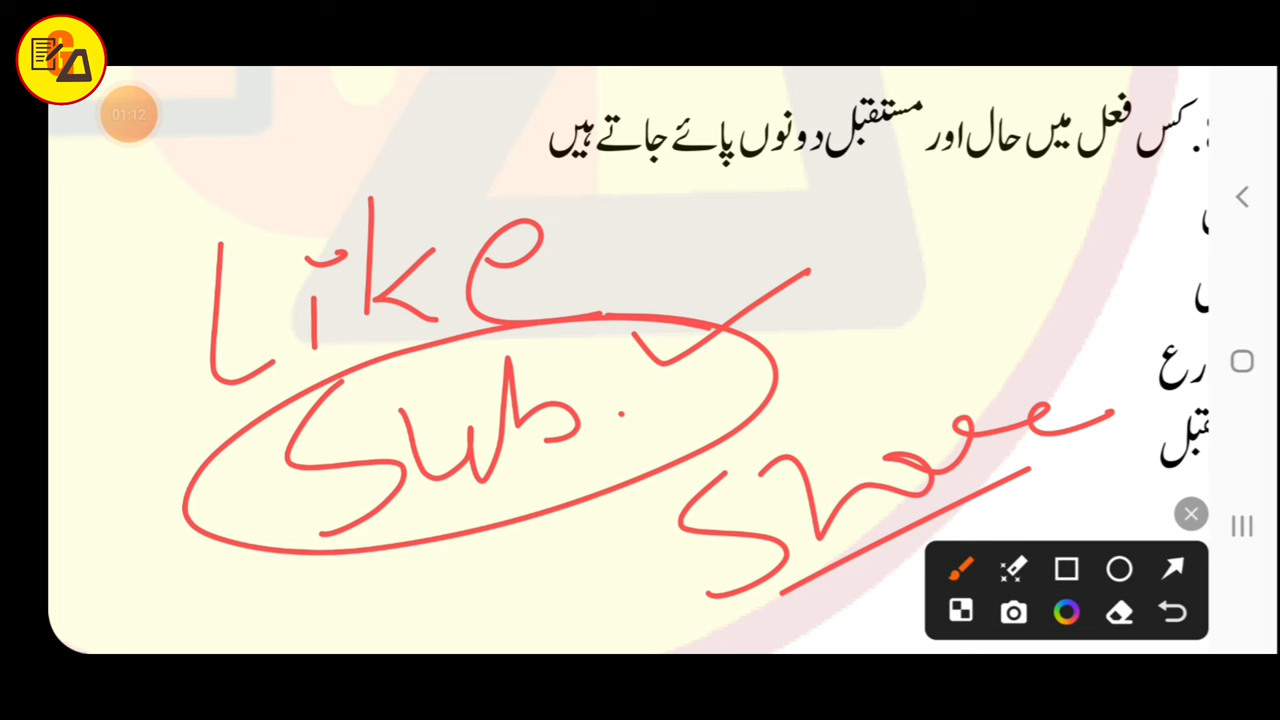 01:12
کس فعل میں حال اور مستقبل دونوں پائے جاتے ہیں
Like
Sub.
Share